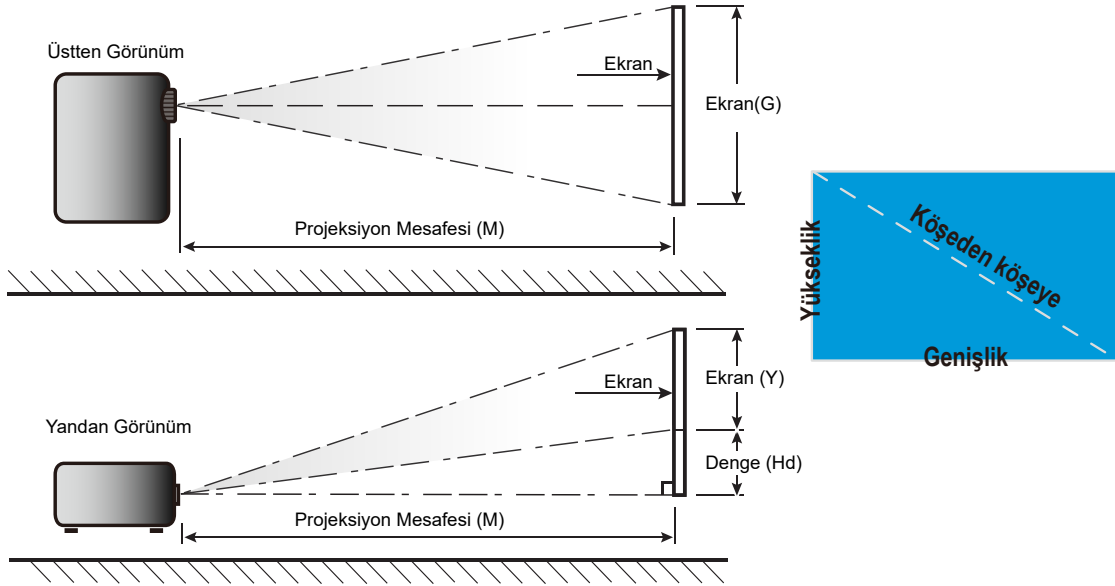 Üstten Görünüm
Ekran
Ekran(G)
Projeksiyon Mesafesi (M)
Yükseklik
Köşeden köşeye
Genişlik
Yandan Görünüm
Ekran
Ekran (Y)
Denge (Hd)
Projeksiyon Mesafesi (M)